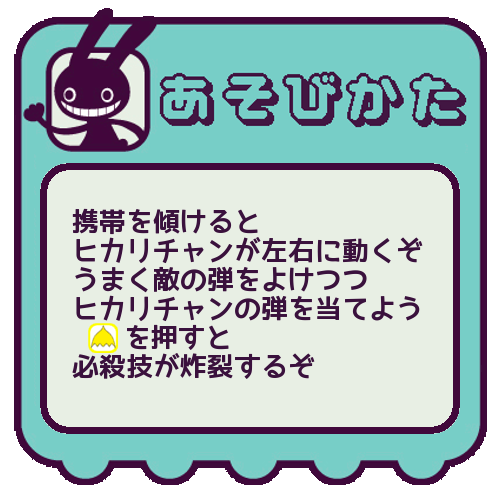 あそびかた
携帯を傾けると
ヒカリチャンが左右に動くぞ
うまく敵の弾をよけつつ
ヒカリチャンの弾を当てよう
を押すと
必殺技が炸裂するぞ